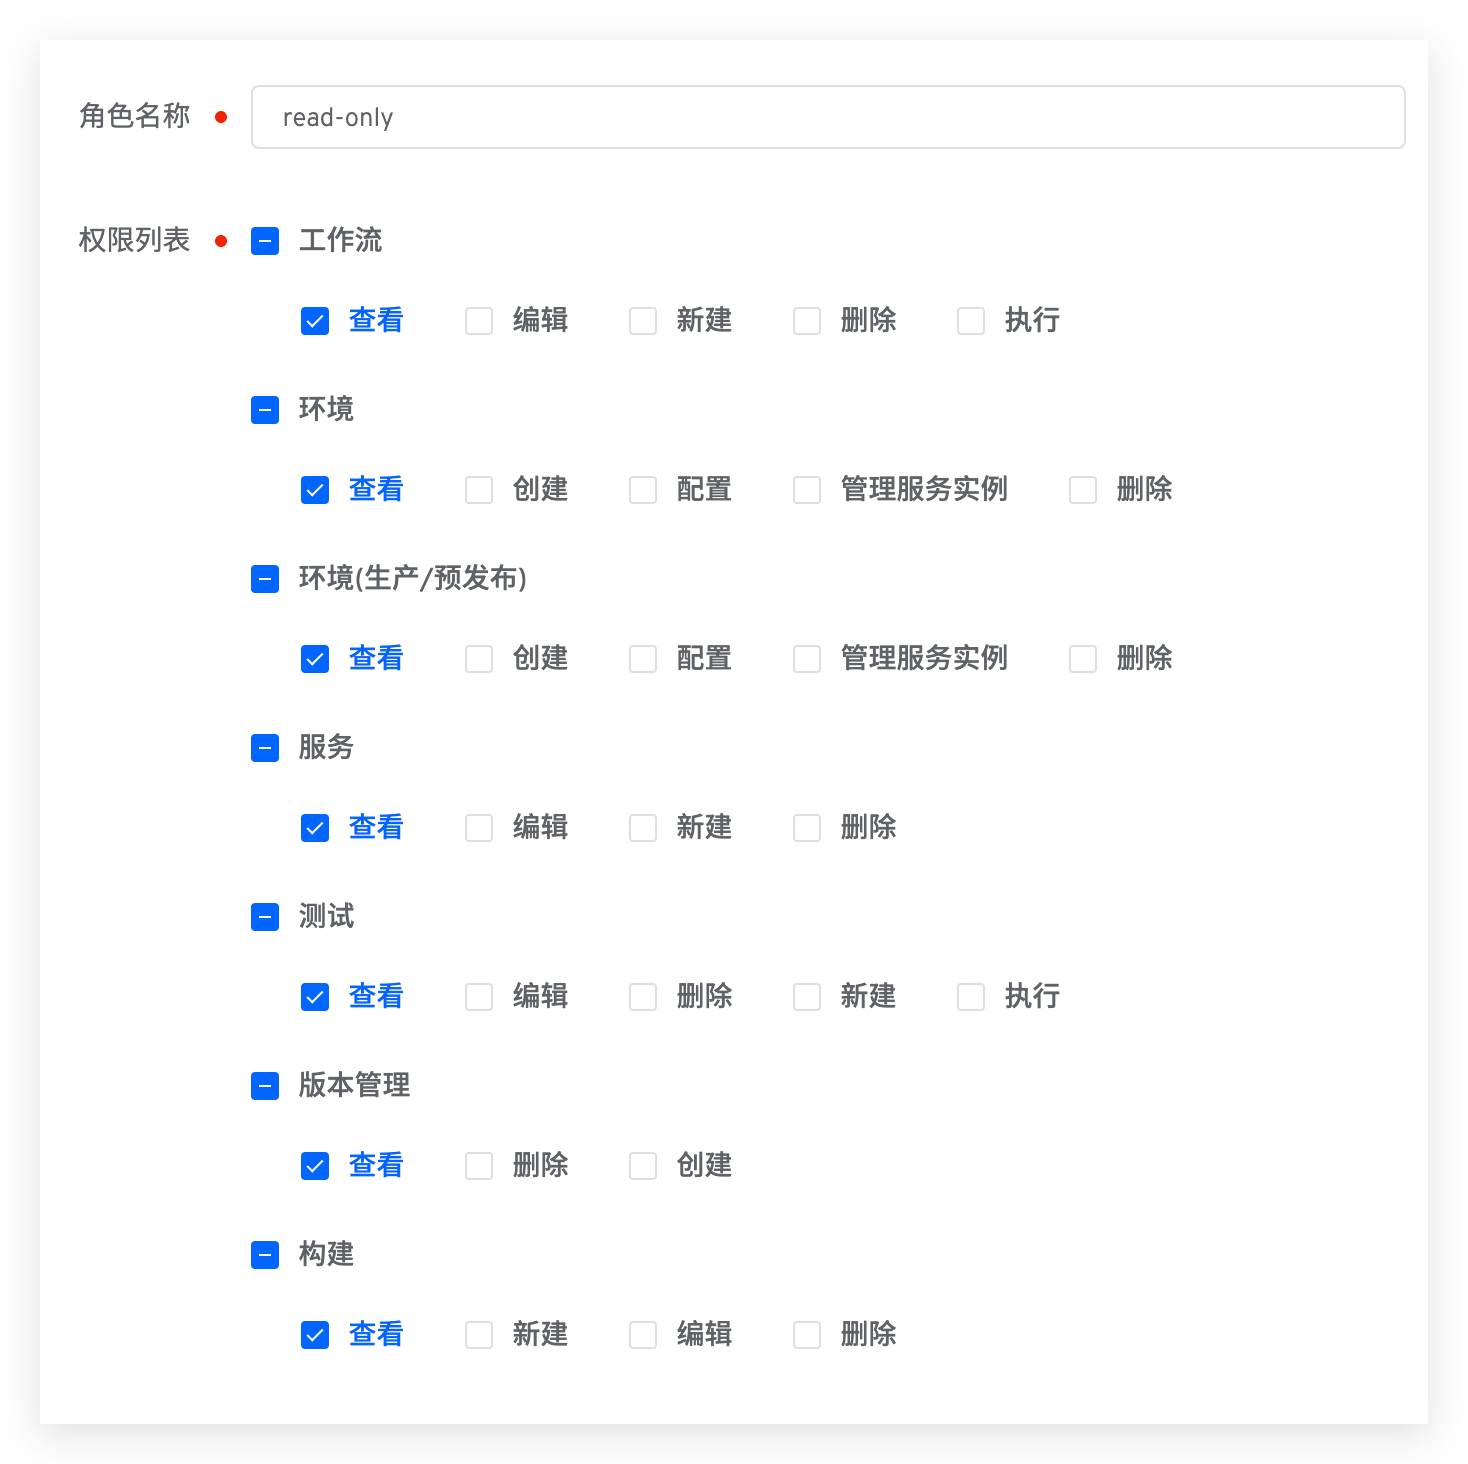 角色名称 read-only
权限列表 工作流
查看 编辑 新建 删除 执行
环境
查看 创建 配置 管理服务实例 删除
环境(生产/预发布)
查看 创建 配置 管理服务实例 删除
服务
查看 编辑 新建 删除
测试
查看 编辑 删除 新建 执行
版本管理
查看 删除 创建
构建
查看 新建 编辑 删除